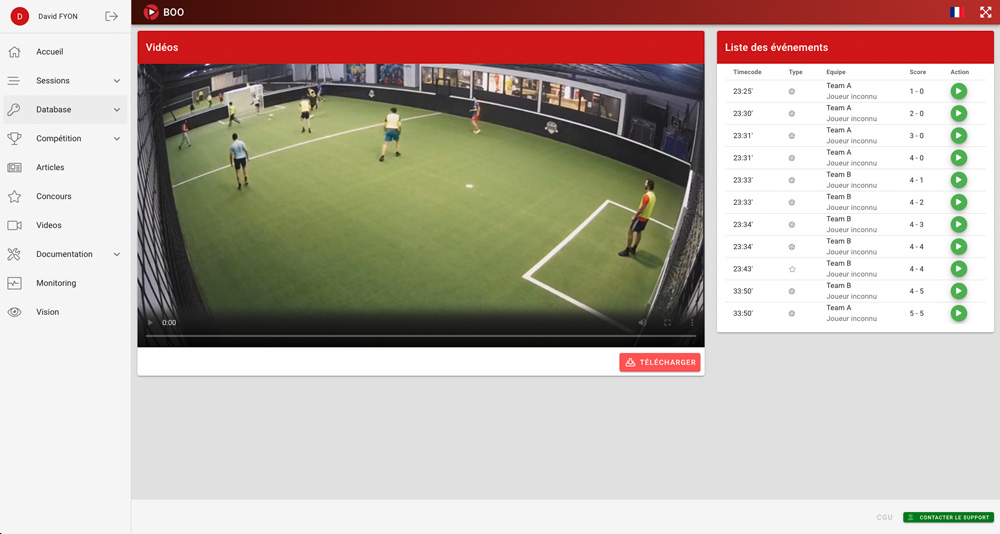 D
David FYON
BOO
Accueil
Sessions
Database
Compétition
Articles
Concours
Videos
Documentation
Monitoring
Vision
Vidéos
0:00
TÉLÉCHARGER
Liste des événements
Timecode Type Equipe Score Action
23:25' Team A 1 - 0
Joueur inconnu
23:30' Team A 2 - 0
Joueur inconnu
23:31' Team A 3 - 0
Joueur inconnu
23:31' Team A 4 - 0
Joueur inconnu
23:33' Team B 4 - 1
Joueur inconnu
23:33' Team B 4 - 2
Joueur inconnu
23:34' Team B 4 - 3
Joueur inconnu
23:34' Team B 4 - 4
Joueur inconnu
23:43' Team B 4 - 4
Joueur inconnu
33:50' Team B 4 - 5
Joueur inconnu
33:50' Team A 5 - 5
Joueur inconnu
CGU
CONTACTER LE SUPPORT